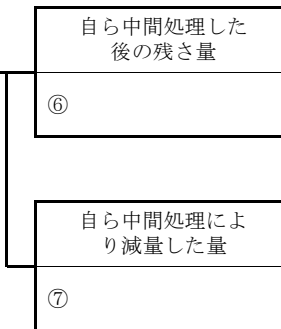 自ら中間処理した
後の残さ量
⑥
自ら中間処理によ
り減量した量
⑦